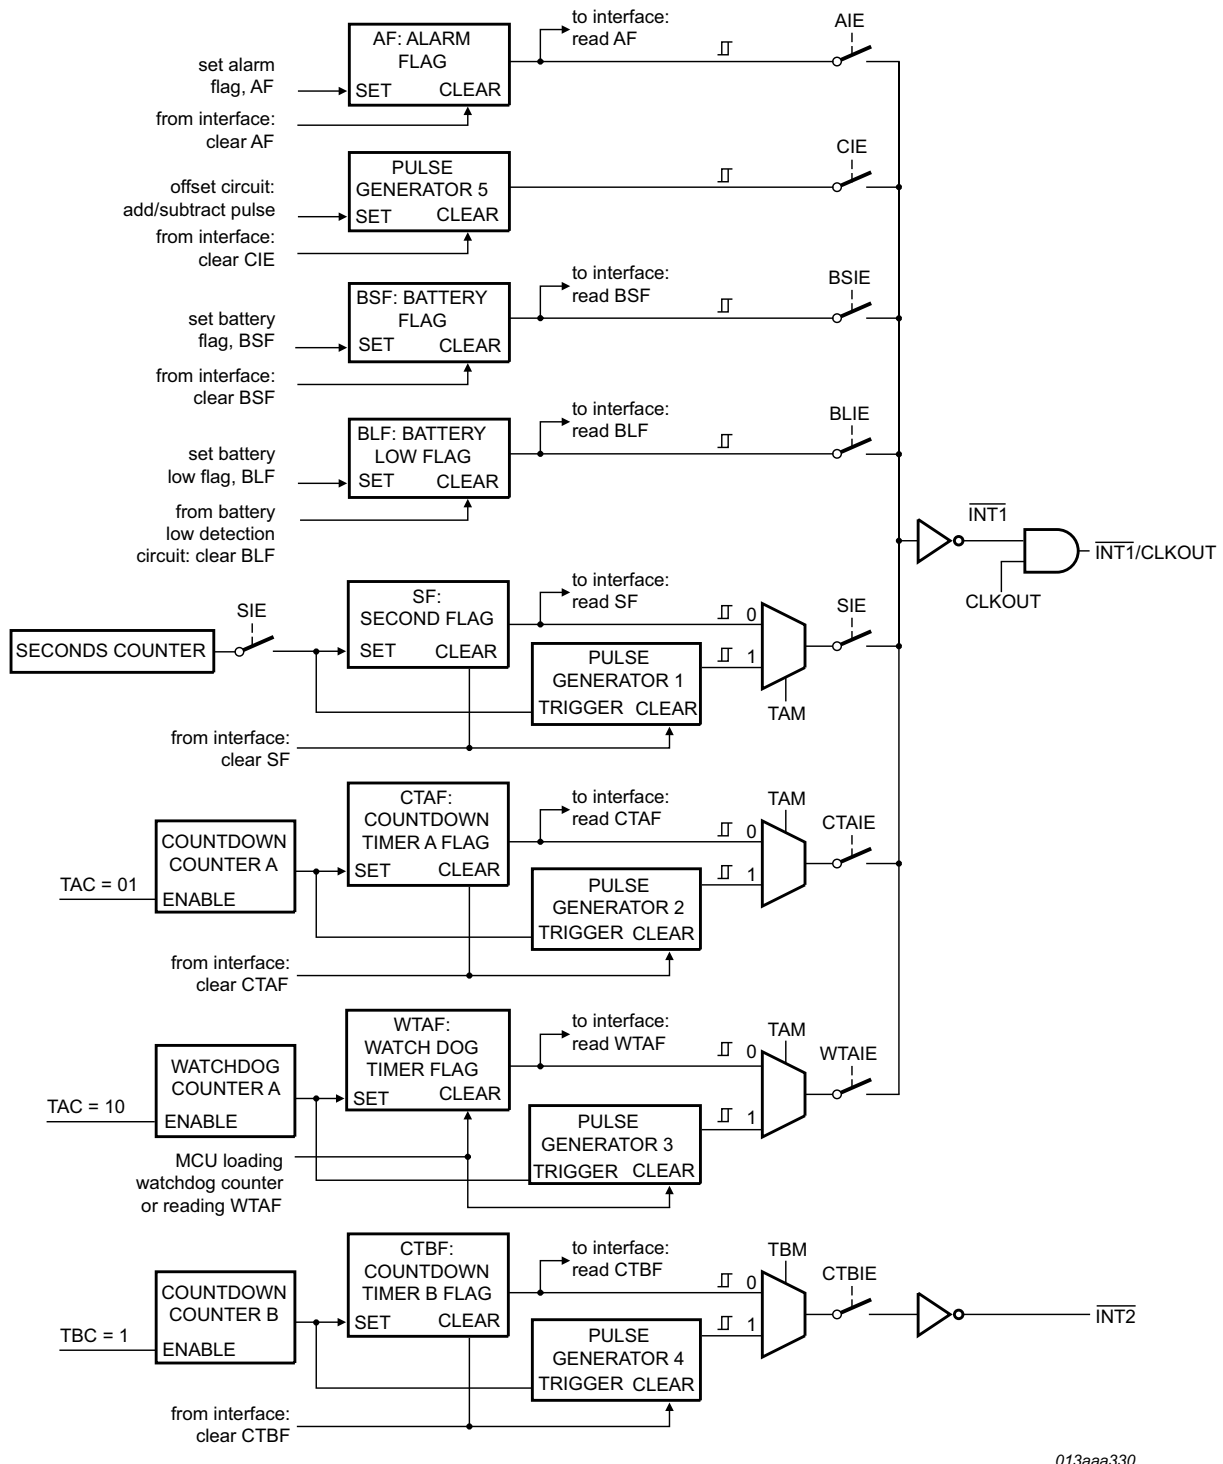 to interface:
read AF
AIE
AF: ALARM
FLAG
SET CLEAR
set alarm
flag, AF
from interface:
clear AF
CIE
PULSE
GENERATOR 5
SET CLEAR
offset circuit:
add/subtract pulse
from interface:
clear CIE
to interface:
read BSF
BSIE
BSF: BATTERY
FLAG
SET CLEAR
set battery
flag, BSF
from interface:
clear BSF
to interface:
read BLF
BLIE
BLF: BATTERY
LOW FLAG
SET CLEAR
set battery
low flag, BLF
from battery
low detection
circuit: clear BLF
INT1
INT1/CLKOUT
CLKOUT
to interface:
read SF
SIE
SECONDS COUNTER
SF:
SECOND FLAG
SET CLEAR
0
1
SIE
TAM
PULSE
GENERATOR 1
TRIGGER CLEAR
from interface:
clear SF
to interface:
read CTAF
TAM
CTAIE
CTAF:
COUNTDOWN
TIMER A FLAG
SET CLEAR
0
1
COUNTDOWN
COUNTER A
ENABLE
TAC = 01
PULSE
GENERATOR 2
TRIGGER CLEAR
from interface:
clear CTAF
to interface:
read WTAF
TAM
WTAIE
WTAF:
WATCH DOG
TIMER FLAG
SET CLEAR
0
1
WATCHDOG
COUNTER A
ENABLE
TAC = 10
PULSE
GENERATOR 3
TRIGGER CLEAR
MCU loading
watchdog counter
or reading WTAF
to interface:
read CTBF
TBM
CTBIE
CTBF:
COUNTDOWN
TIMER B FLAG
SET CLEAR
0
1
INT2
COUNTDOWN
COUNTER B
ENABLE
TBC = 1
PULSE
GENERATOR 4
TRIGGER CLEAR
from interface:
clear CTBF
013aaa330